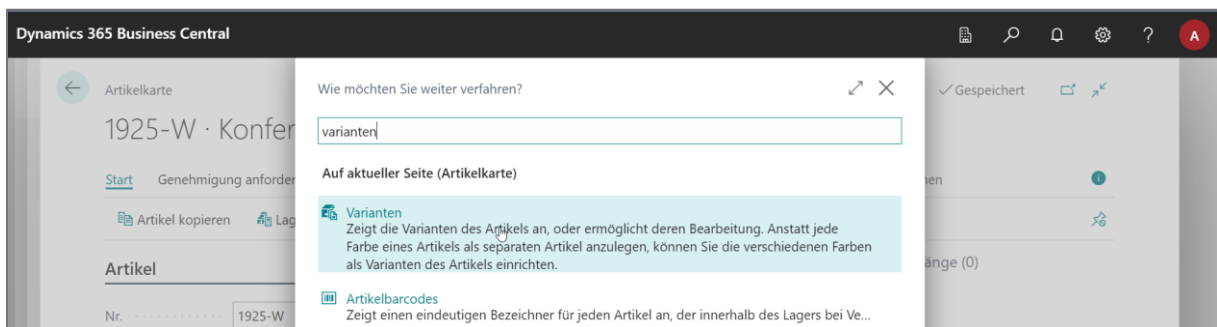 Dynamics 365 Business Central
?
A
Artikelkarte
1925-W · Konfer
Start
Genehmigung anforder
Artikel kopieren
Lag
Artikel
Nr.
1925-W
Wie möchten Sie weiter verfahren?
varianten
Auf aktueller Seite (Artikelkarte)
Varianten
Zeigt die Varianten des Artikels an, oder ermöglicht deren Bearbeitung. Anstatt jede
Farbe eines Artikels als separaten Artikel anzulegen, können Sie die verschiedenen Farben
als Varianten des Artikels einrichten.
Artikelbarcodes
Zeigt einen eindeutigen Bezeichner für jeden Artikel an, der innerhalb des Lagers bei Ve...
Gespeichert
nen
änge (0)